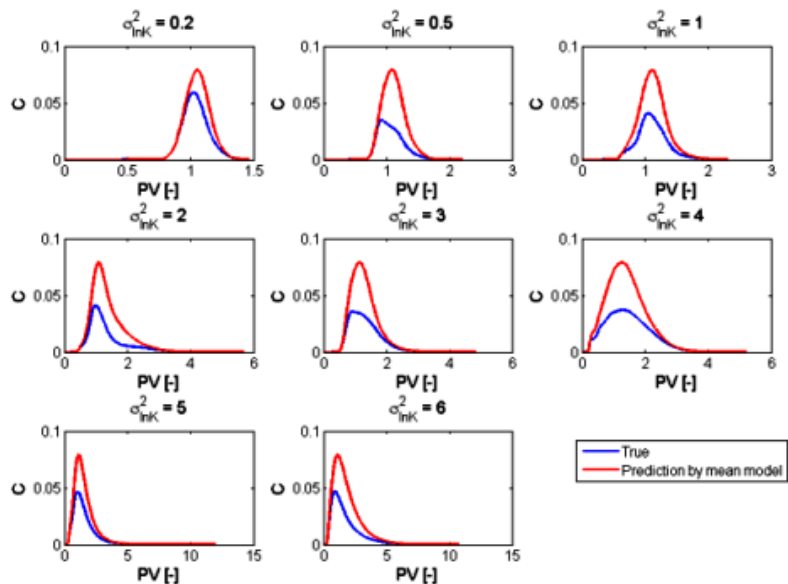 σ²lnK = 0.2
σ²lnK = 0.5
σ²lnK = 1
0.1
0.05
0
C
0
0.5
1
1.5
PV [-]
0.1
0.05
0
C
0
1
2
3
PV [-]
0.1
0.05
0
C
0
1
2
3
PV [-]
σ²lnK = 2
σ²lnK = 3
σ²lnK = 4
0.1
0.05
0
C
0
2
4
6
PV [-]
0.1
0.05
0
C
0
2
4
6
PV [-]
0.1
0.05
0
C
0
2
4
6
PV [-]
σ²lnK = 5
σ²lnK = 6
0.1
0.05
0
C
0
5
10
15
PV [-]
0.1
0.05
0
C
0
5
10
15
PV [-]
True
Prediction by mean model